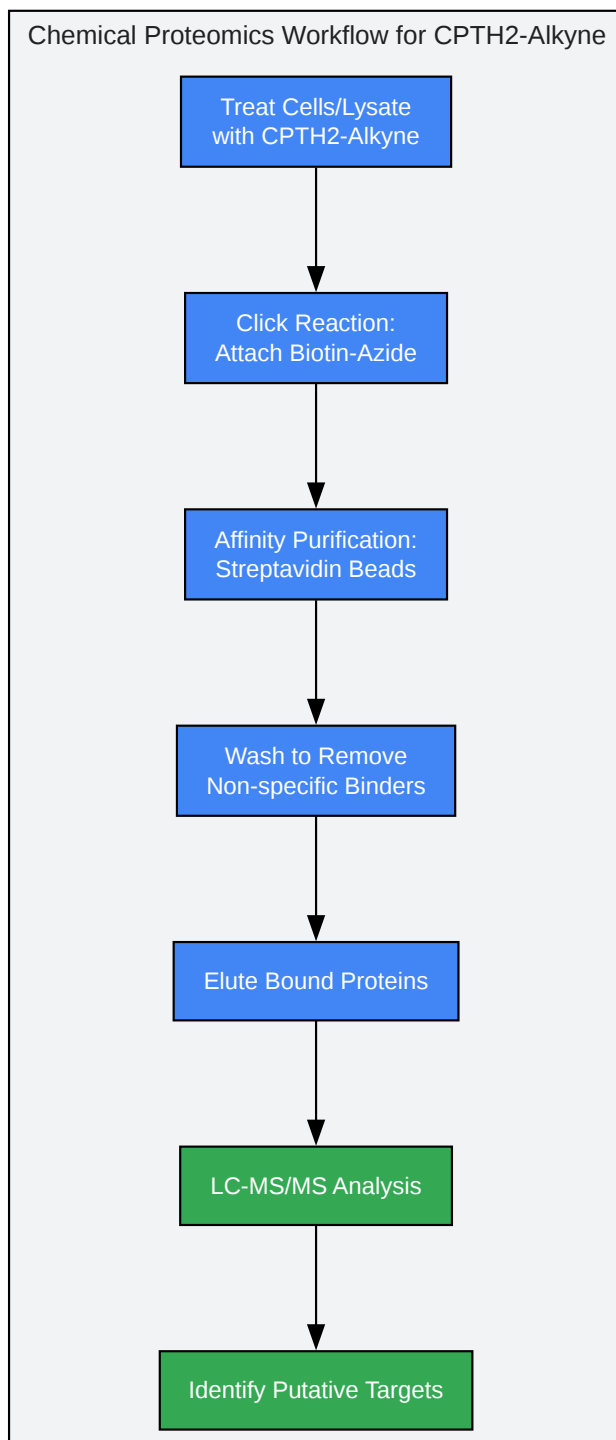 Chemical Proteomics Workflow for CPTH2-Alkyne
Treat Cells/Lysate
with CPTH2-Alkyne
Click Reaction:
Attach Biotin-Azide
Affinity Purification:
Streptavidin Beads
Wash to Remove
Non-specific Binders
Elute Bound Proteins
LC-MS/MS Analysis
Identify Putative Targets